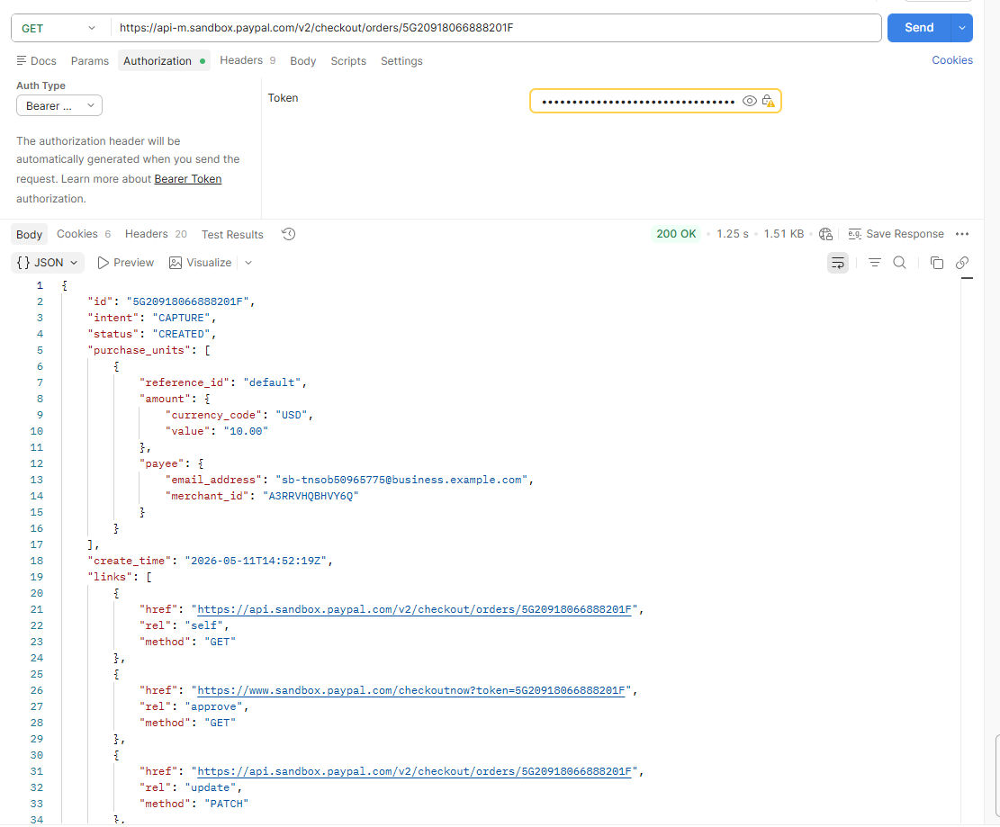 GET https://api-m.sandbox.paypal.com/v2/checkout/orders/5G20918066888201F Send
Docs Params Authorization Headers 9 Body Scripts Settings Cookies
Auth Type
Bearer ...
Token ••••••••••••••••••••••••••••••••
The authorization header will be
automatically generated when you send the
request. Learn more about Bearer Token
authorization.
Body Cookies 6 Headers 20 Test Results 200 OK • 1.25 s • 1.51 KB • e.g. Save Response •••
{} JSON Preview Visualize
1 {
2 "id": "5G20918066888201F",
3 "intent": "CAPTURE",
4 "status": "CREATED",
5 "purchase_units": [
6 {
7 "reference_id": "default",
8 "amount": {
9 "currency_code": "USD",
10 "value": "10.00"
11 },
12 "payee": {
13 "email_address": "sb-tnsob50965775@business.example.com",
14 "merchant_id": "A3RRVHQBHVY6Q"
15 }
16 }
17 ],
18 "create_time": "2026-05-11T14:52:19Z",
19 "links": [
20 {
21 "href": "https://api.sandbox.paypal.com/v2/checkout/orders/5G20918066888201F",
22 "rel": "self",
23 "method": "GET"
24 },
25 {
26 "href": "https://www.sandbox.paypal.com/checkoutnow?token=5G20918066888201F",
27 "rel": "approve",
28 "method": "GET"
29 },
30 {
31 "href": "https://api.sandbox.paypal.com/v2/checkout/orders/5G20918066888201F",
32 "rel": "update",
33 "method": "PATCH"
34 },